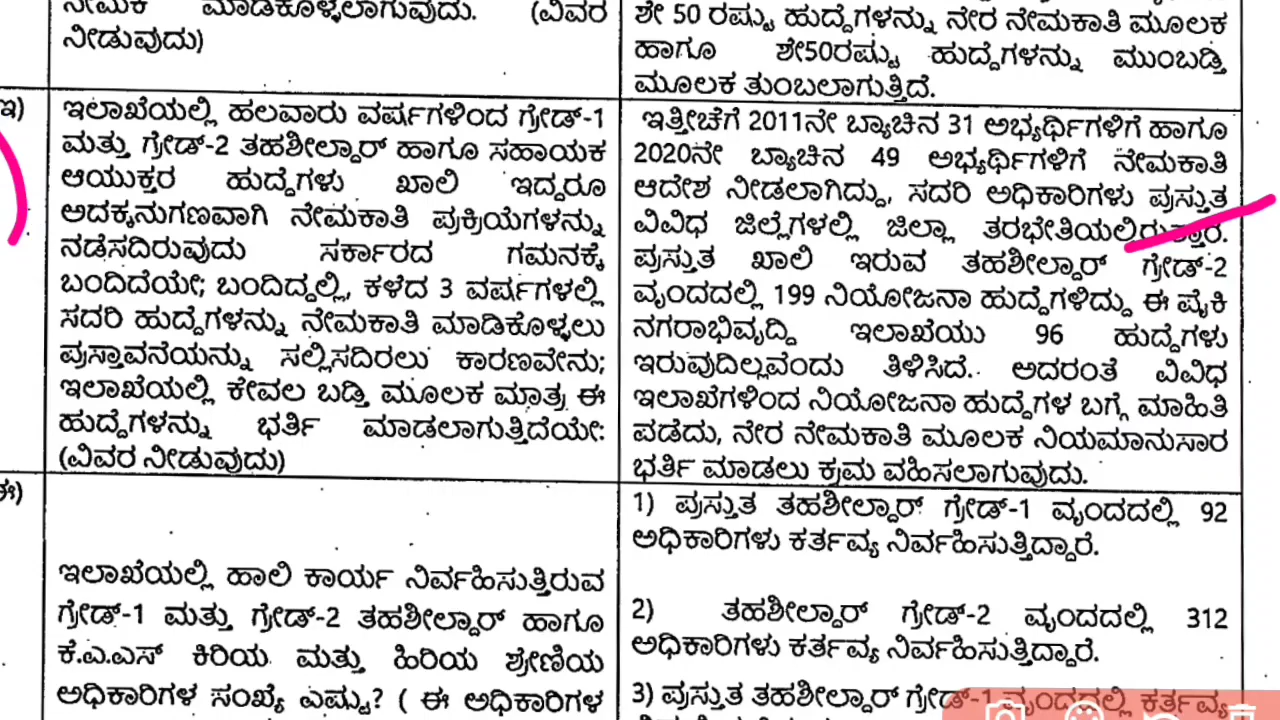 ನೇಮಕ ಮಾಡಿಕೊಳ್ಳಲಾಗುವುದು. (ವಿವರ
ನೀಡುವುದು)
ಶೇ 50 ರಷ್ಟು ಹುದ್ದೆಗಳನ್ನು ನೇರ ನೇಮಕಾತಿ ಮೂಲಕ
ಹಾಗೂ ಶೇ50ರಷ್ಟು ಹುದ್ದೆಗಳನ್ನು ಮುಂಬಡ್ತಿ
ಮೂಲಕ ತುಂಬಲಾಗುತ್ತಿದೆ.
ಇ)
ಇಲಾಖೆಯಲ್ಲಿ ಹಲವಾರು ವರ್ಷಗಳಿಂದ ಗ್ರೇಡ್-1
ಮತ್ತು ಗ್ರೇಡ್-2 ತಹಶೀಲ್ದಾರ್ ಹಾಗೂ ಸಹಾಯಕ
ಆಯುಕ್ತರ ಹುದ್ದೆಗಳು ಖಾಲಿ ಇದ್ದರೂ
ಅದಕ್ಕನುಗಣವಾಗಿ ನೇಮಕಾತಿ ಪ್ರಕ್ರಿಯೆಗಳನ್ನು
ನಡೆಸದಿರುವುದು ಸರ್ಕಾರದ ಗಮನಕ್ಕೆ
ಬಂದಿದೆಯೇ; ಬಂದಿದ್ದಲ್ಲಿ, ಕಳೆದ 3 ವರ್ಷಗಳಲ್ಲಿ
ಸದರಿ ಹುದ್ದೆಗಳನ್ನು ನೇಮಕಾತಿ ಮಾಡಿಕೊಳ್ಳಲು
ಪ್ರಸ್ತಾವನೆಯನ್ನು ಸಲ್ಲಿಸದಿರಲು ಕಾರಣವೇನು;
ಇಲಾಖೆಯಲ್ಲಿ ಕೇವಲ ಬಡ್ತಿ ಮೂಲಕ ಮಾತ್ರ ಈ
ಹುದ್ದೆಗಳನ್ನು ಭರ್ತಿ ಮಾಡಲಾಗುತ್ತಿದೆಯೇ:
(ವಿವರ ನೀಡುವುದು)
ಇತ್ತೀಚೆಗೆ 2011ನೇ ಬ್ಯಾಚಿನ 31 ಅಭ್ಯರ್ಥಿಗಳಿಗೆ ಹಾಗೂ
2020ನೇ ಬ್ಯಾಚಿನ 49 ಅಭ್ಯರ್ಥಿಗಳಿಗೆ ನೇಮಕಾತಿ
ಆದೇಶ ನೀಡಲಾಗಿದ್ದು, ಸದರಿ ಅಧಿಕಾರಿಗಳು ಪ್ರಸ್ತುತ
ವಿವಿಧ ಜಿಲ್ಲೆಗಳಲ್ಲಿ ಜಿಲ್ಲಾ ತರಭೇತಿಯಲ್ಲಿರುತ್ತಾರೆ.
ಪ್ರಸ್ತುತ ಖಾಲಿ ಇರುವ ತಹಶೀಲ್ದಾರ್ ಗ್ರೇಡ್-2
ವೃಂದದಲ್ಲಿ 199 ನಿಯೋಜನಾ ಹುದ್ದೆಗಳಿದ್ದು ಈ ಪೈಕಿ
ನಗರಾಭಿವೃದ್ದಿ ಇಲಾಖೆಯು 96 ಹುದ್ದೆಗಳು
ಇರುವುದಿಲ್ಲವೆಂದು ತಿಳಿಸಿದೆ. ಅದರಂತೆ ವಿವಿಧ
ಇಲಾಖೆಗಳಿಂದ ನಿಯೋಜನಾ ಹುದ್ದೆಗಳ ಬಗ್ಗೆ ಮಾಹಿತಿ
ಪಡೆದು, ನೇರ ನೇಮಕಾತಿ ಮೂಲಕ ನಿಯಮಾನುಸಾರ
ಭರ್ತಿ ಮಾಡಲು ಕ್ರಮ ವಹಿಸಲಾಗುವುದು.
ಈ)
ಇಲಾಖೆಯಲ್ಲಿ ಹಾಲಿ ಕಾರ್ಯ ನಿರ್ವಹಿಸುತ್ತಿರುವ
ಗ್ರೇಡ್-1 ಮತ್ತು ಗ್ರೇಡ್-2 ತಹಶೀಲ್ದಾರ್ ಹಾಗೂ
ಕೆ.ಎ.ಎಸ್ ಕಿರಿಯ ಮತ್ತು ಹಿರಿಯ ಶ್ರೇಣಿಯ
ಅಧಿಕಾರಿಗಳ ಸಂಖ್ಯೆ ಎಷ್ಟು? ( ಈ ಅಧಿಕಾರಿಗಳ
1) ಪ್ರಸ್ತುತ ತಹಶೀಲ್ದಾರ್ ಗ್ರೇಡ್-1 ವೃಂದದಲ್ಲಿ 92
ಅಧಿಕಾರಿಗಳು ಕರ್ತವ್ಯ ನಿರ್ವಹಿಸುತ್ತಿದ್ದಾರೆ.
2) ತಹಶೀಲ್ದಾರ್ ಗ್ರೇಡ್-2 ವೃಂದದಲ್ಲಿ 312
ಅಧಿಕಾರಿಗಳು ಕರ್ತವ್ಯ ನಿರ್ವಹಿಸುತ್ತಿದ್ದಾರೆ.
3) ಪ್ರಸ್ತುತ ತಹಶೀಲ್ದಾರ್ ಗ್ರೇಡ್-1 ವೃಂದದಲ್ಲಿ ಕರ್ತವ್ಯ